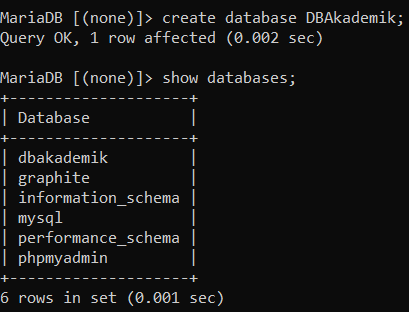 MariaDB [(none)]> create database DBAkademik;
Query OK, 1 row affected (0.002 sec)
MariaDB [(none)]> show databases;
+--------------------+
| Database           |
+--------------------+
| dbakademik         |
| graphite           |
| information_schema |
| mysql              |
| performance_schema |
| phpmyadmin         |
+--------------------+
6 rows in set (0.001 sec)